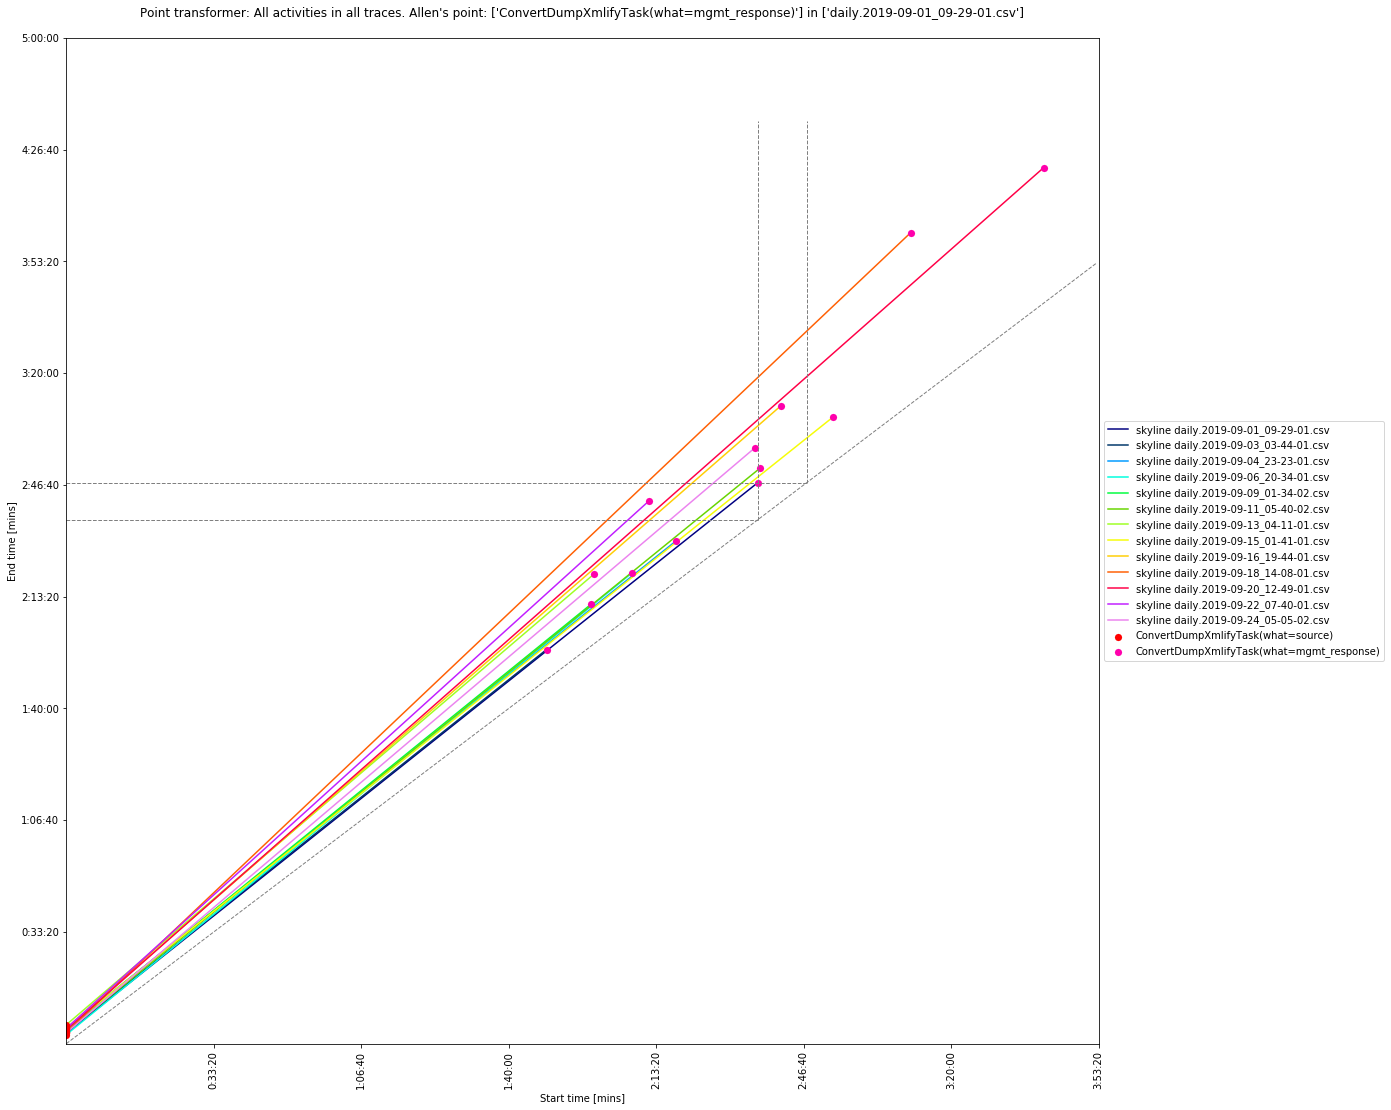 Point transformer: All activities in all traces. Allen's point: ['ConvertDumpXmlifyTask(what=mgmt_response)'] in ['daily.2019-09-01_09-29-01.csv']
5:00:00
4:26:40
3:53:20
3:20:00
2:46:40
2:13:20
1:40:00
1:06:40
0:33:20
End time [mins]
skyline daily.2019-09-01_09-29-01.csv
skyline daily.2019-09-03_03-44-01.csv
skyline daily.2019-09-04_23-23-01.csv
skyline daily.2019-09-06_20-34-01.csv
skyline daily.2019-09-09_01-34-02.csv
skyline daily.2019-09-11_05-40-02.csv
skyline daily.2019-09-13_04-11-01.csv
skyline daily.2019-09-15_01-41-01.csv
skyline daily.2019-09-16_19-44-01.csv
skyline daily.2019-09-18_14-08-01.csv
skyline daily.2019-09-20_12-49-01.csv
skyline daily.2019-09-22_07-40-01.csv
skyline daily.2019-09-24_05-05-02.csv
ConvertDumpXmlifyTask(what=source)
ConvertDumpXmlifyTask(what=mgmt_response)
0:33:20
1:06:40
1:40:00
2:13:20
2:46:40
3:20:00
3:53:20
Start time [mins]